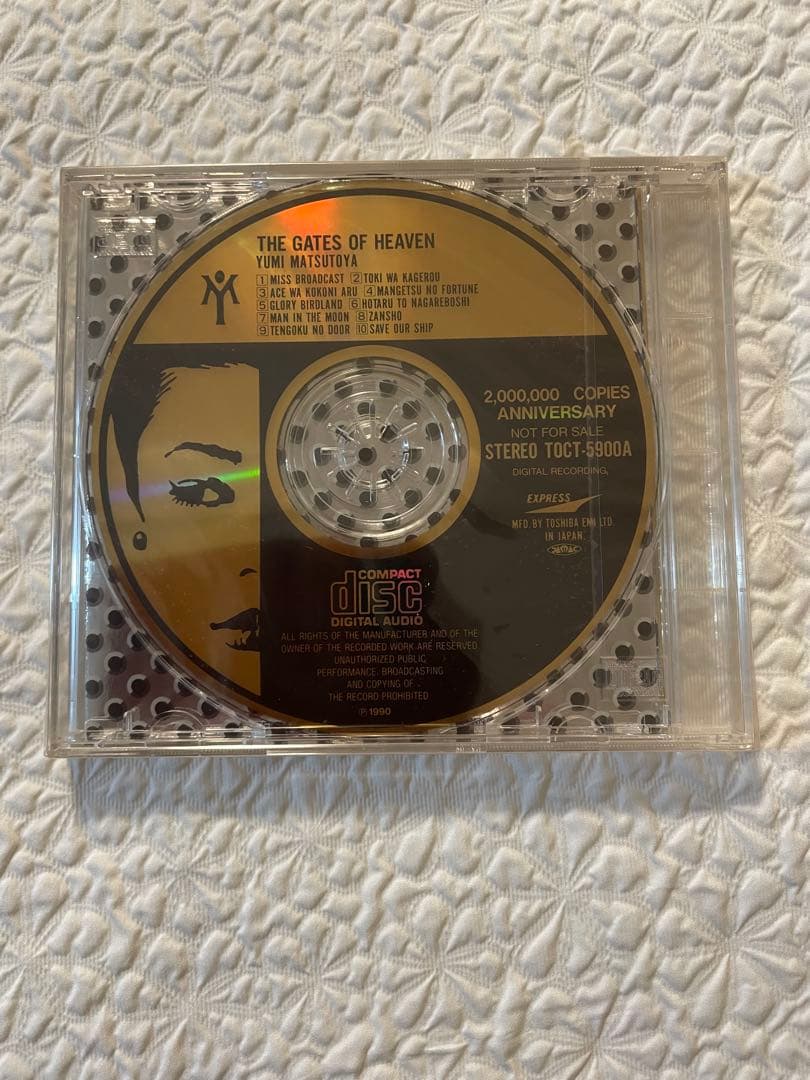 THE GATES OF HEAVEN
YUMI MATSUTOYA
1 MISS BROADCAST 2 TOKI WA KAGEROU
3 ACE WA KOKONI ARU 4 MANGETSU NO FORTUNE
5 GLORY BIRDLAND 6 HOTARU TO NAGAREBOSHI
7 MAN IN THE MOON 8 ZANSHO
9 TENGOKU NO DOOR 10 SAVE OUR SHIP
2,000,000 COPIES
ANNIVERSARY
NOT FOR SALE
STEREO TOCT-5900A
DIGITAL RECORDING,
EXPRESS
MFD. BY TOSHIBA EMI LTD.
IN JAPAN.
JASRAC
COMPACT
disc
DIGITAL AUDIO
ALL RIGHTS OF THE MANUFACTURER AND OF THE
OWNER OF THE RECORDED WORK ARE RESERVED
UNAUTHORIZED PUBLIC
PERFORMANCE, BROADCASTING
AND COPYING OF
THE RECORD PROHIBITED
Ⓟ 1990